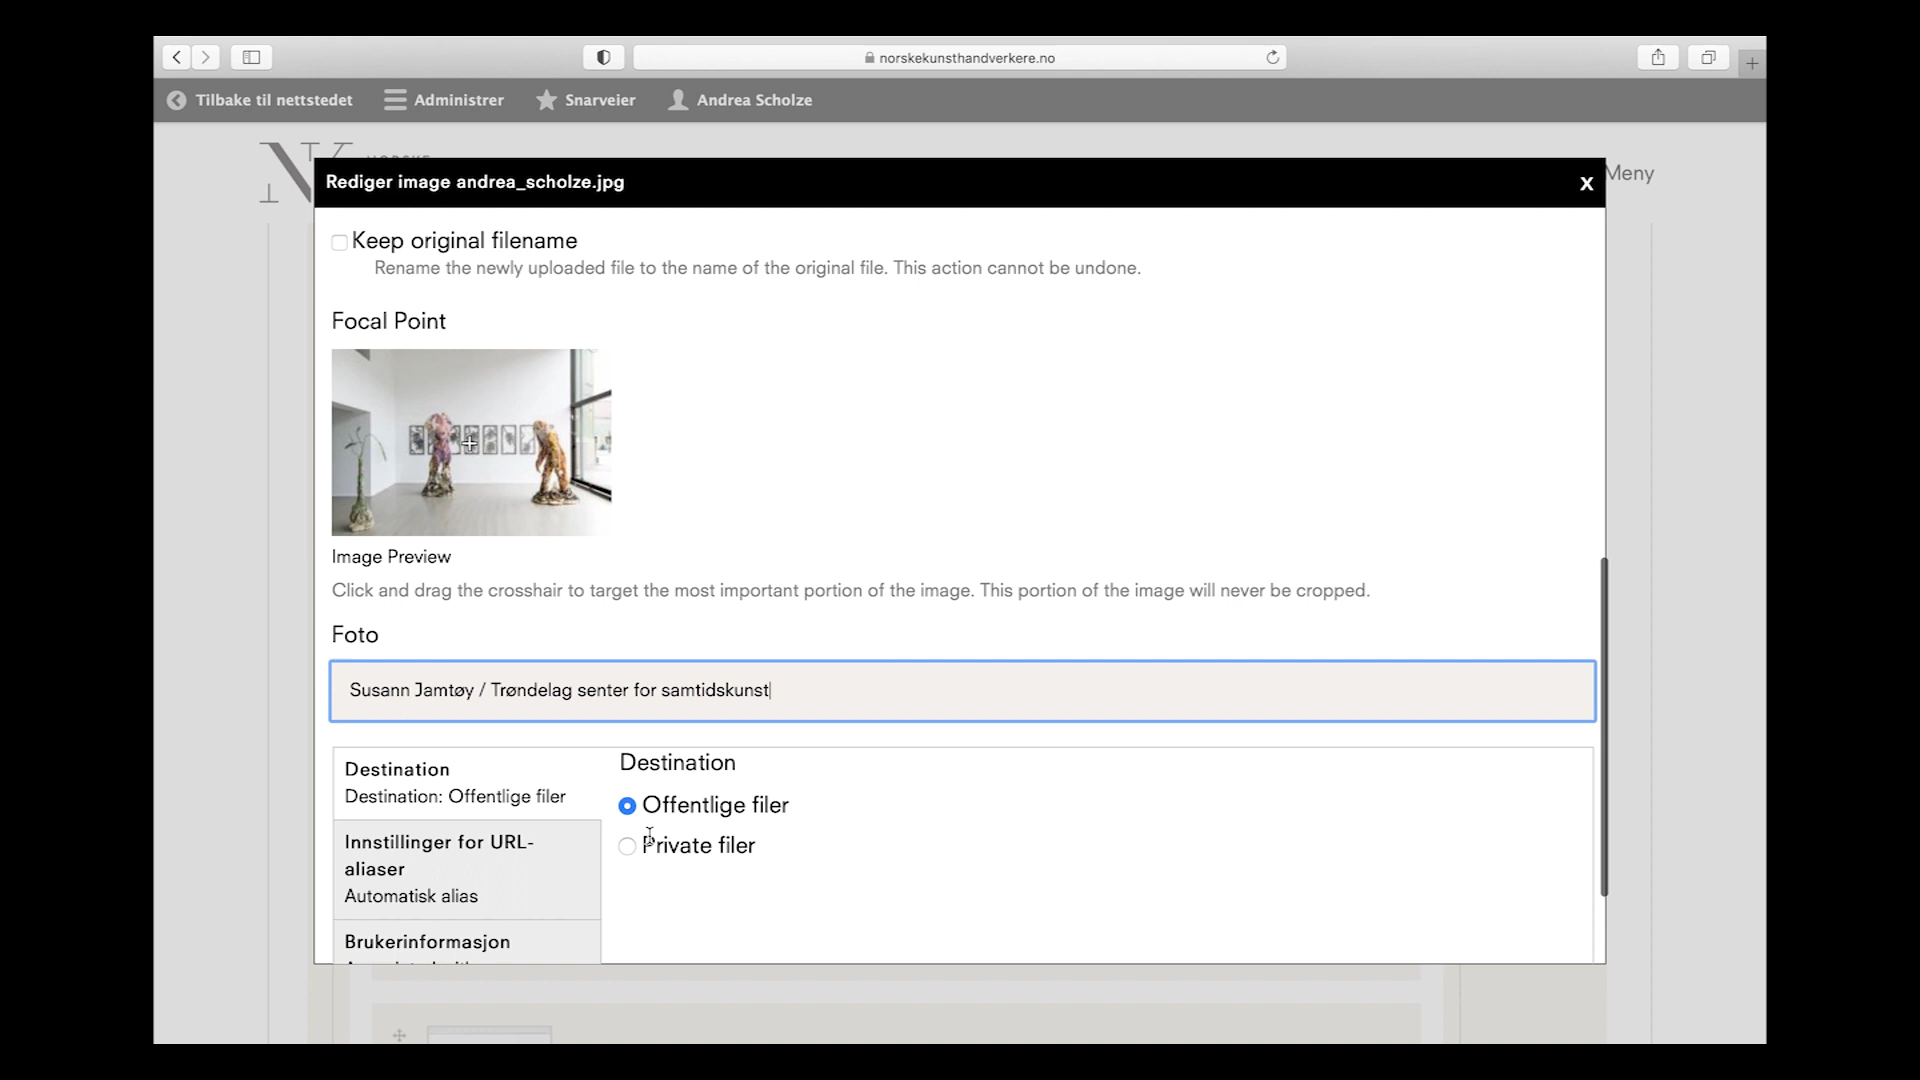 norskekunsthandverkere.no
Tilbake til nettstedet Administrer Snarveier Andrea Scholze
Meny
Rediger image andrea_scholze.jpg X
Keep original filename
Rename the newly uploaded file to the name of the original file. This action cannot be undone.
Focal Point
Image Preview
Click and drag the crosshair to target the most important portion of the image. This portion of the image will never be cropped.
Foto
Susann Jamtøy / Trøndelag senter for samtidskunst
Destination
Destination: Offentlige filer
Innstillinger for URL-
aliaser
Automatisk alias
Brukerinformasjon
Destination
Offentlige filer
Private filer